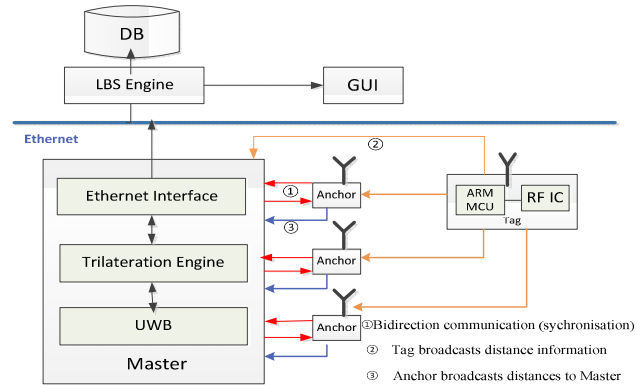 DB
LBS Engine
GUI
Ethernet
②
Ethernet Interface
①
Anchor
ARM
MCU
RF IC
Tag
③
Trilateration Engine
Anchor
UWB
Anchor
Master
①Bidirection communication (sychronisation)
② Tag broadcasts distance information
③ Anchor broadcasts distances to Master